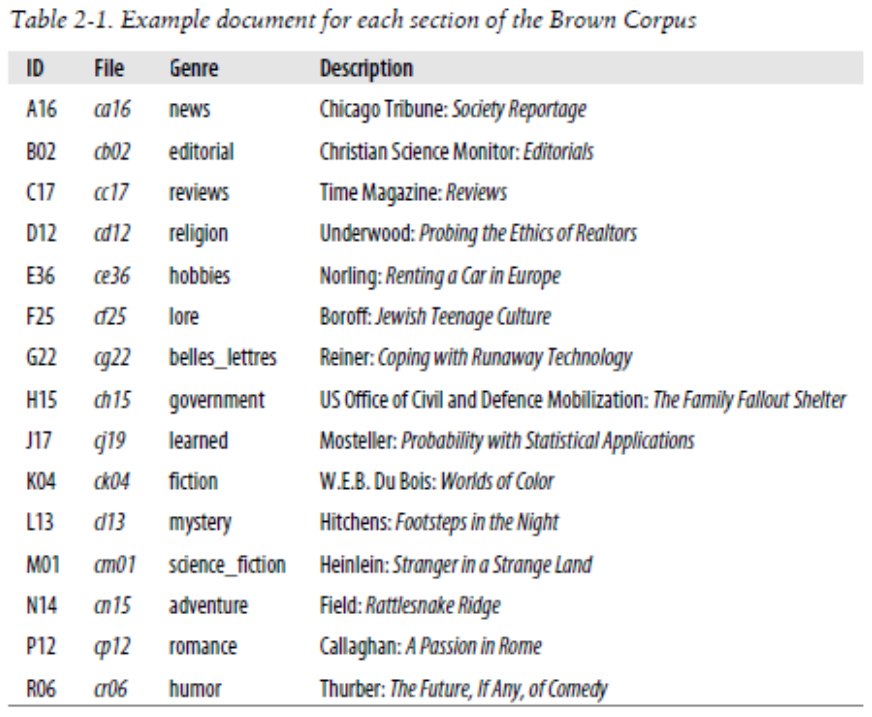 Table 2-1. Example document for each section of the Brown Corpus
ID File Genre Description
A16 ca16 news Chicago Tribune: Society Reportage
B02 cb02 editorial Christian Science Monitor: Editorials
C17 cc17 reviews Time Magazine: Reviews
D12 cd12 religion Underwood: Probing the Ethics of Realtors
E36 ce36 hobbies Norling: Renting a Car in Europe
F25 cf25 lore Boroff: Jewish Teenage Culture
G22 cg22 belles_lettres Reiner: Coping with Runaway Technology
H15 ch15 government US Office of Civil and Defence Mobilization: The Family Fallout Shelter
J17 cj19 learned Mosteller: Probability with Statistical Applications
K04 ck04 fiction W.E.B. Du Bois: Worlds of Color
L13 cl13 mystery Hitchens: Footsteps in the Night
M01 cm01 science_fiction Heinlein: Stranger in a Strange Land
N14 cn15 adventure Field: Rattlesnake Ridge
P12 cp12 romance Callaghan: A Passion in Rome
R06 cr06 humor Thurber: The Future, If Any, of Comedy